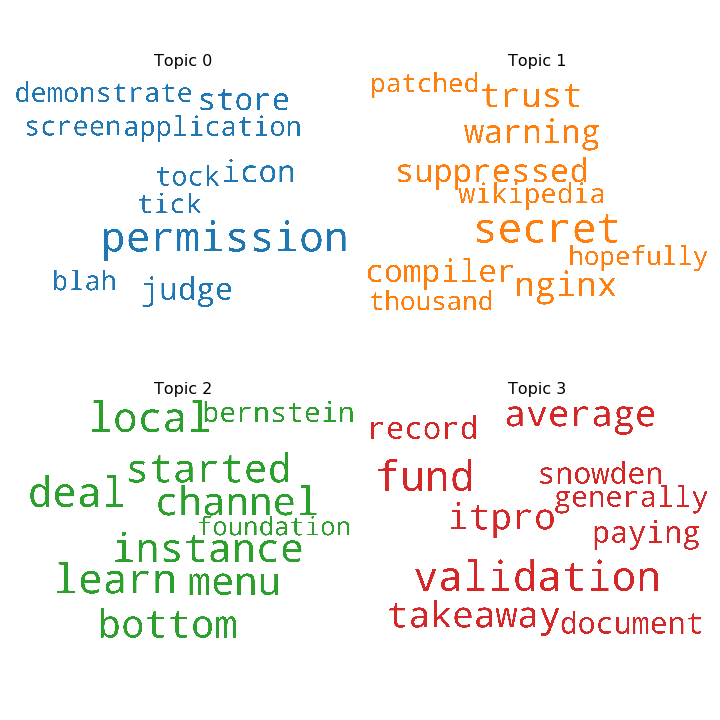 Topic 0
demonstrate store
screen application
tock icon
tick
permission
blah judge
Topic 1
patched trust
warning
suppressed
wikipedia
secret
hopefully
compiler nginx
thousand
Topic 2
local bernstein
started
deal channel
foundation
instance
learn menu
bottom
Topic 3
record average
fund snowden
generally
itpro paying
validation
takeaway document